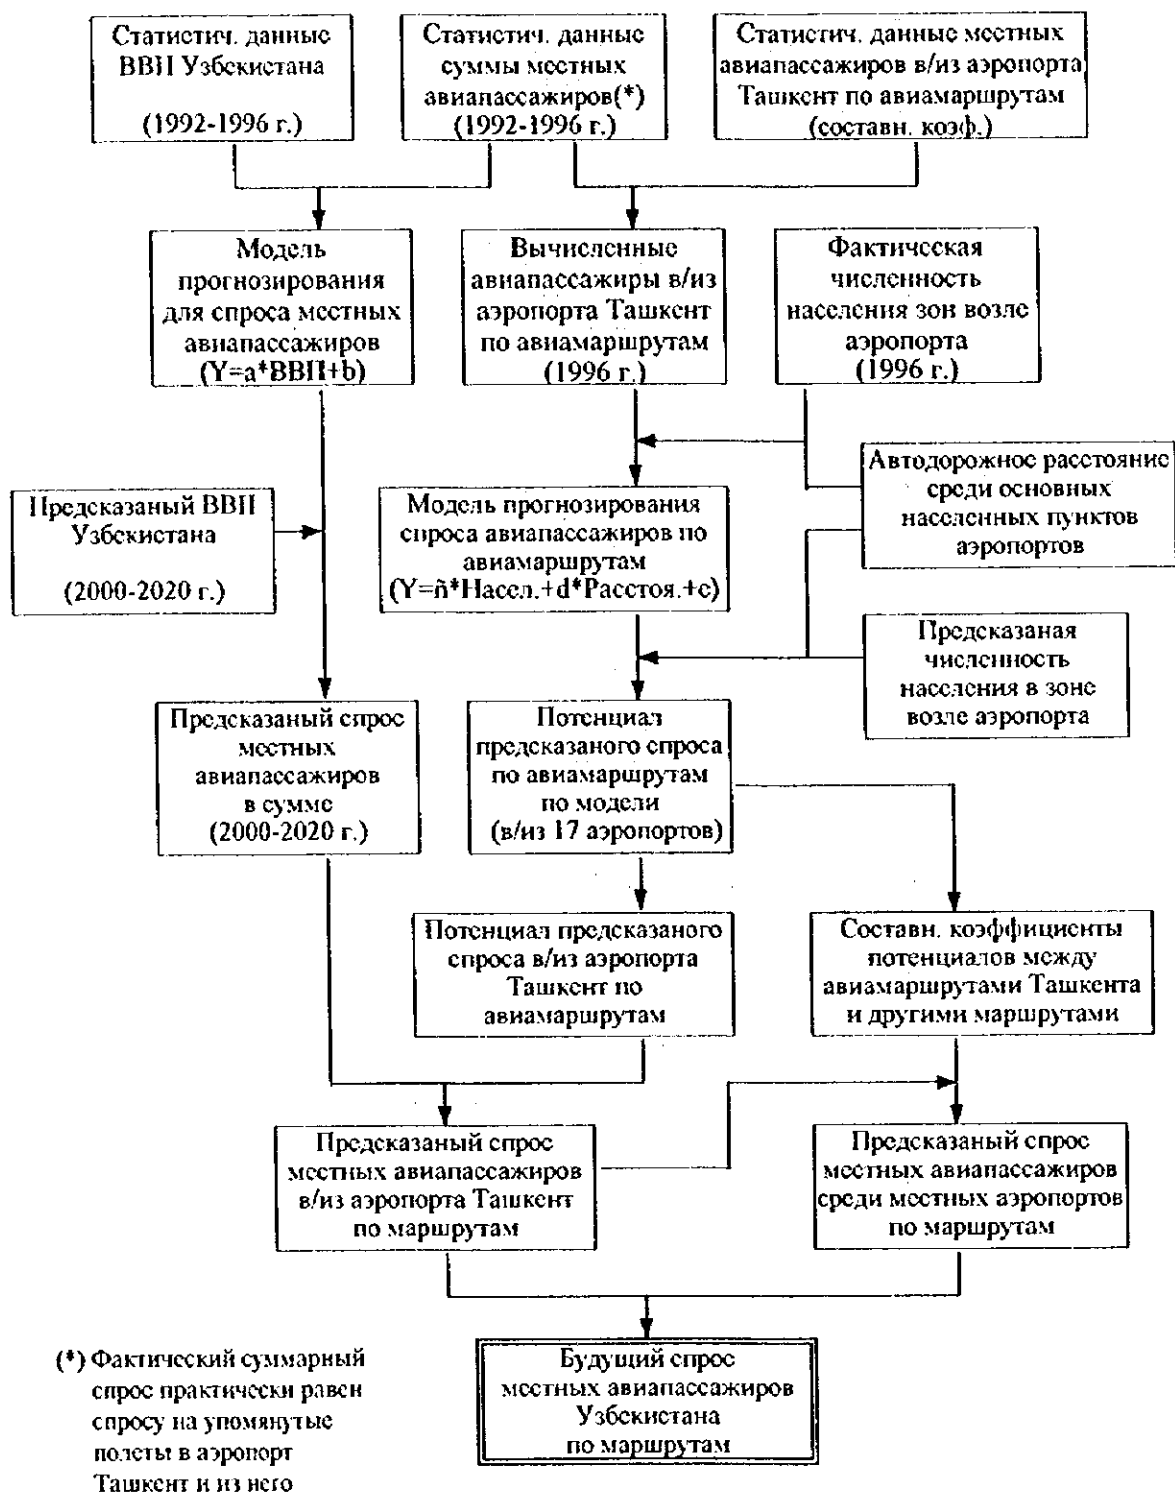 Статистич. данные
ВВП Узбекистана
(1992-1996 г.)
Статистич. данные
суммы местных
авиапассажиров(*)
(1992-1996 г.)
Статистич. данные местных
авиапассажиров в/из аэропорта
Ташкент по авиамаршрутам
(составн. коэф.)
Модель
прогнозирования
для спроса местных
авиапассажиров
(Y=a*ВВП+b)
Вычисленные
авиапассажиры в/из
аэропорта Ташкент
по авиамаршрутам
(1996 г.)
Фактическая
численность
населения зон возле
аэропорта
(1996 г.)
Автодорожное расстояние
среди основных
населенных пунктов
аэропортов
Предсказаный ВВП
Узбекистана
(2000-2020 г.)
Модель прогнозирования
спроса авиапассажиров по
авиамаршрутам
(Y=ñ*Насел.+d*Расстоя.+c)
Предсказаная
численность
населения в зоне
возле аэропорта
Предсказаный спрос
местных
авиапассажиров
в сумме
(2000-2020 г.)
Потенциал
предсказаного спроса
по авиамаршрутам
по модели
(в/из 17 аэропортов)
Потенциал предсказаного
спроса в/из аэропорта
Ташкент по
авиамаршрутам
Составн. коэффициенты
потенциалов между
авиамаршрутами Ташкента
и другими маршрутами
Предсказаный спрос
местных авиапассажиров
в/из аэропорта Ташкент
по маршрутам
Предсказаный спрос
местных авиапассажиров
среди местных аэропортов
по маршрутам
Будущий спрос
местных авиапассажиров
Узбекистана
по маршрутам
(*) Фактический суммарный
спрос практически равен
спросу на упомянутые
полеты в аэропорт
Ташкент и из него